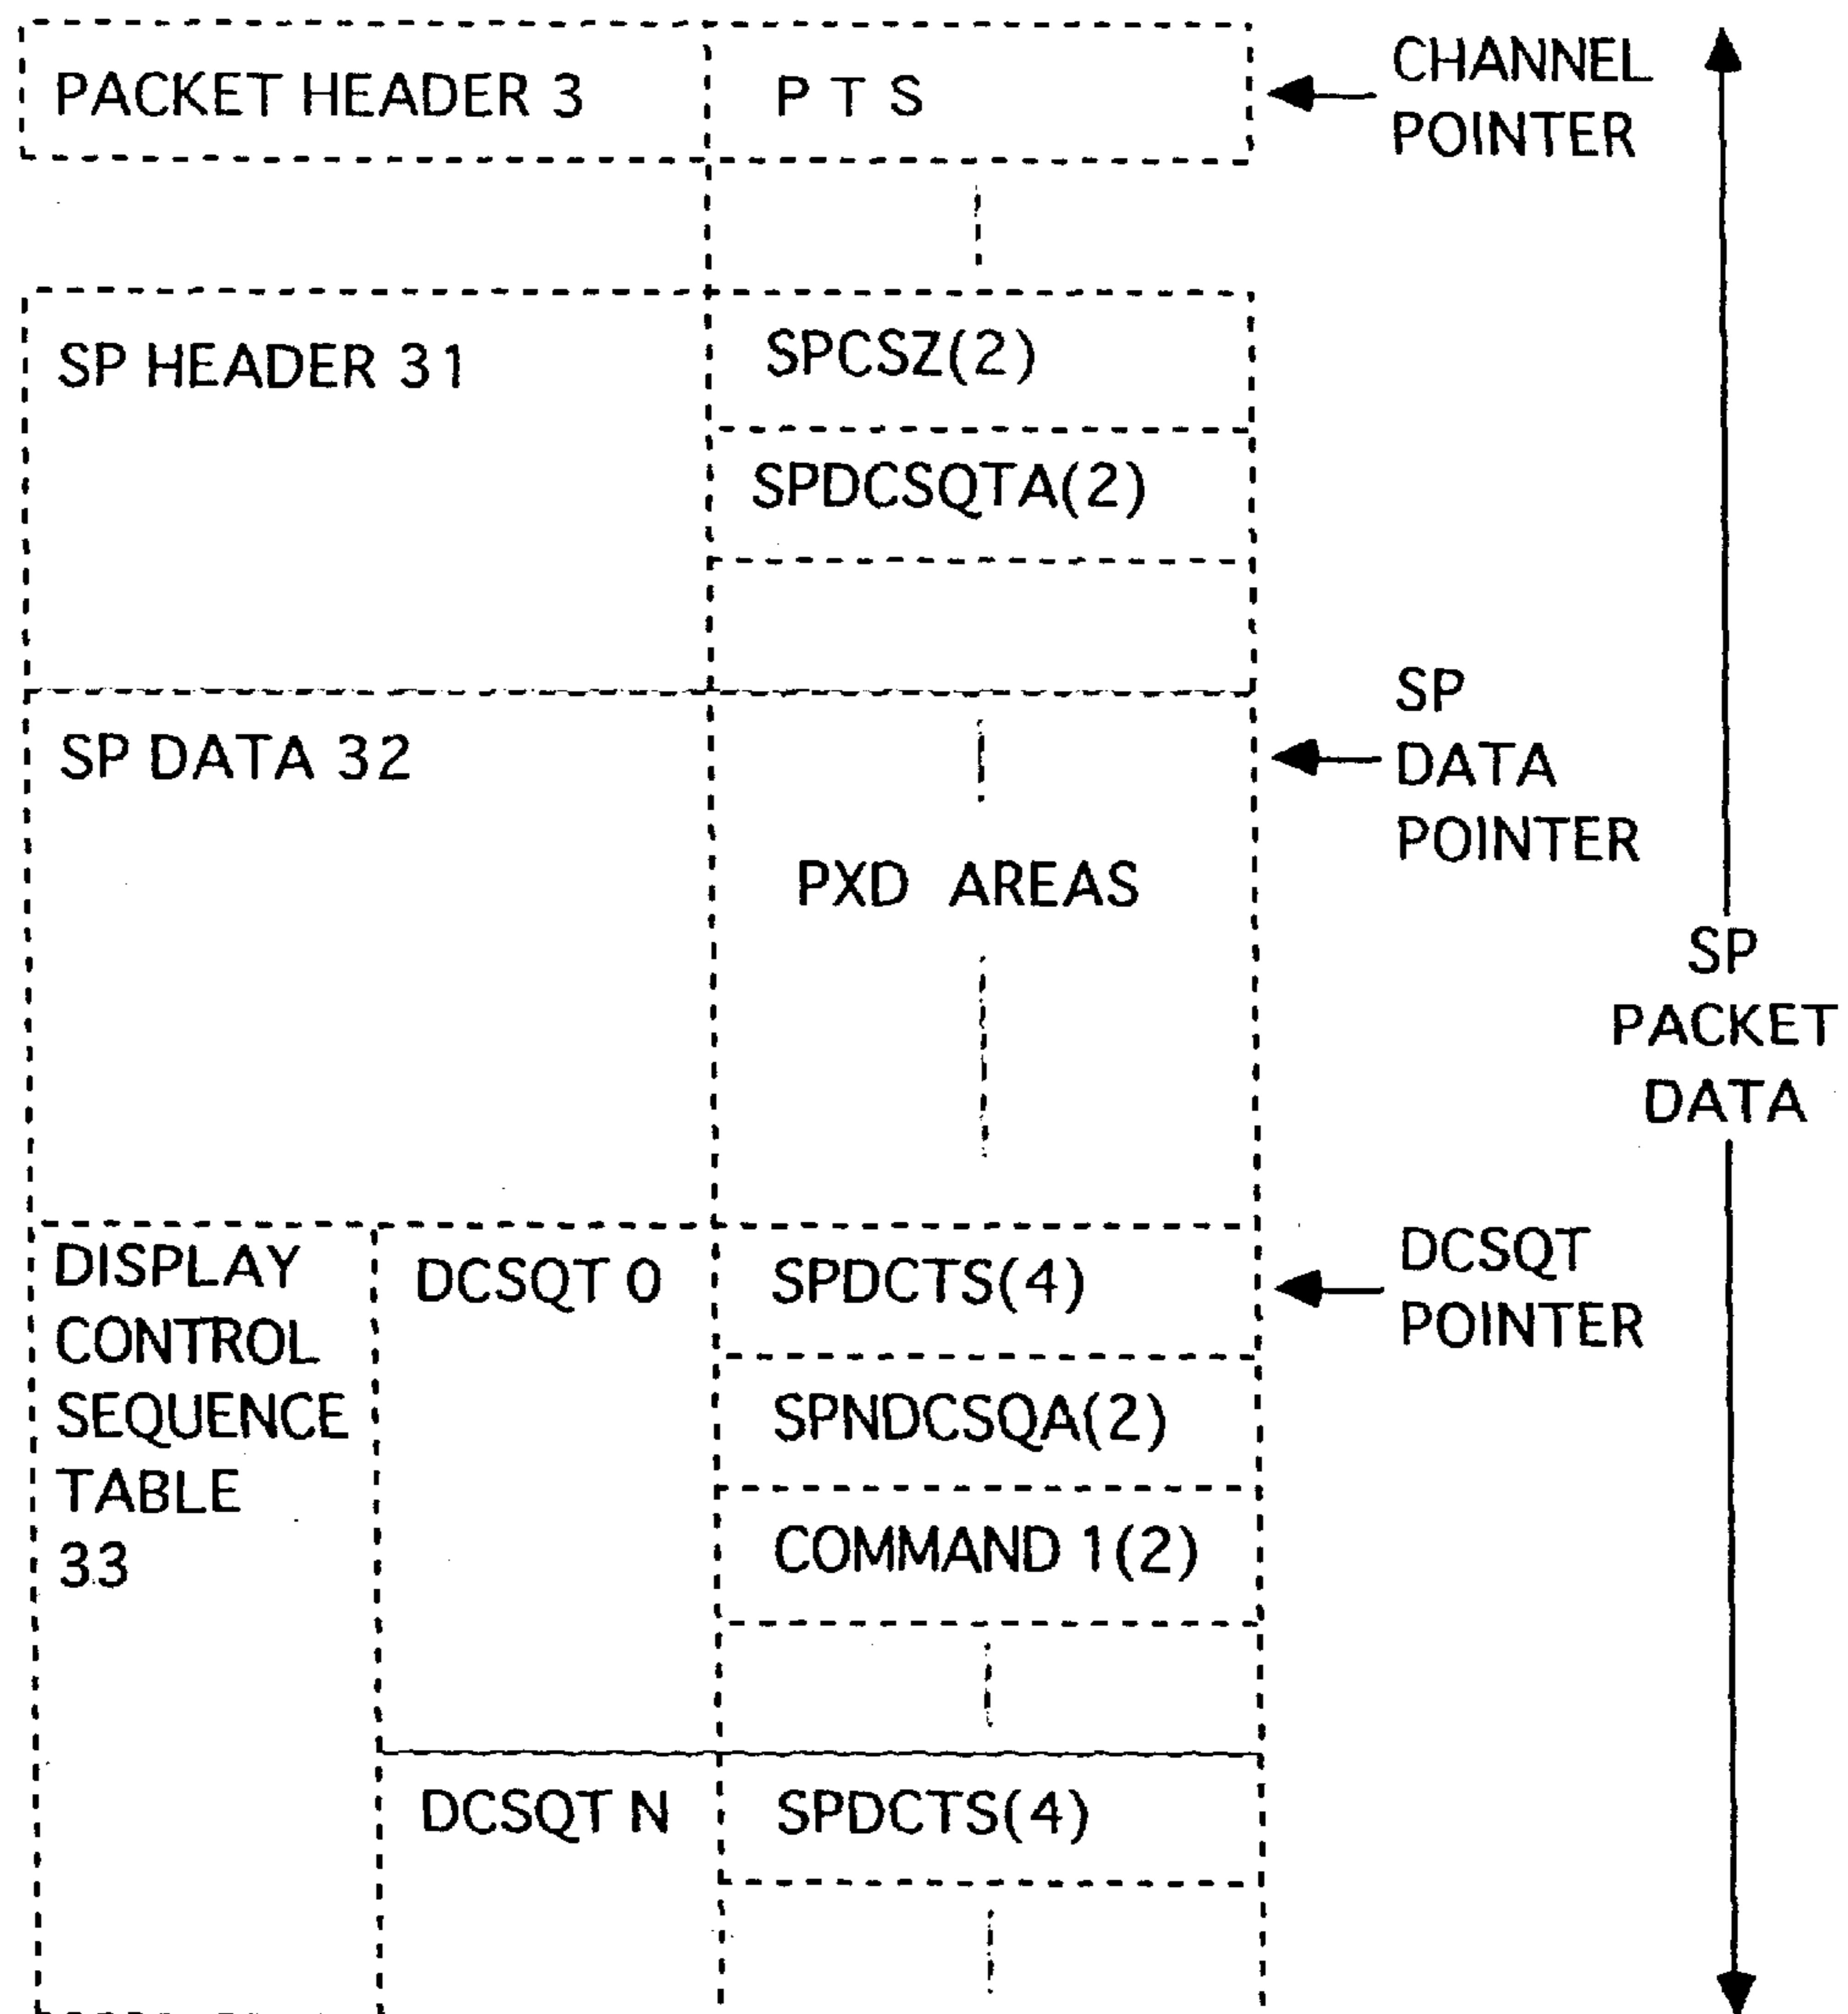 PACKET HEADER 3
P T S
CHANNEL
POINTER
SP HEADER 31
SPCSZ(2)
SPDCSQTA(2)
SP DATA 32
PXD AREAS
SP
DATA
POINTER
SP
PACKET
DATA
DISPLAY
CONTROL
SEQUENCE
TABLE
33
DCSQT 0
SPDCTS(4)
DCSQT
POINTER
SPNDCSQA(2)
COMMAND 1(2)
DCSQT N
SPDCTS(4)